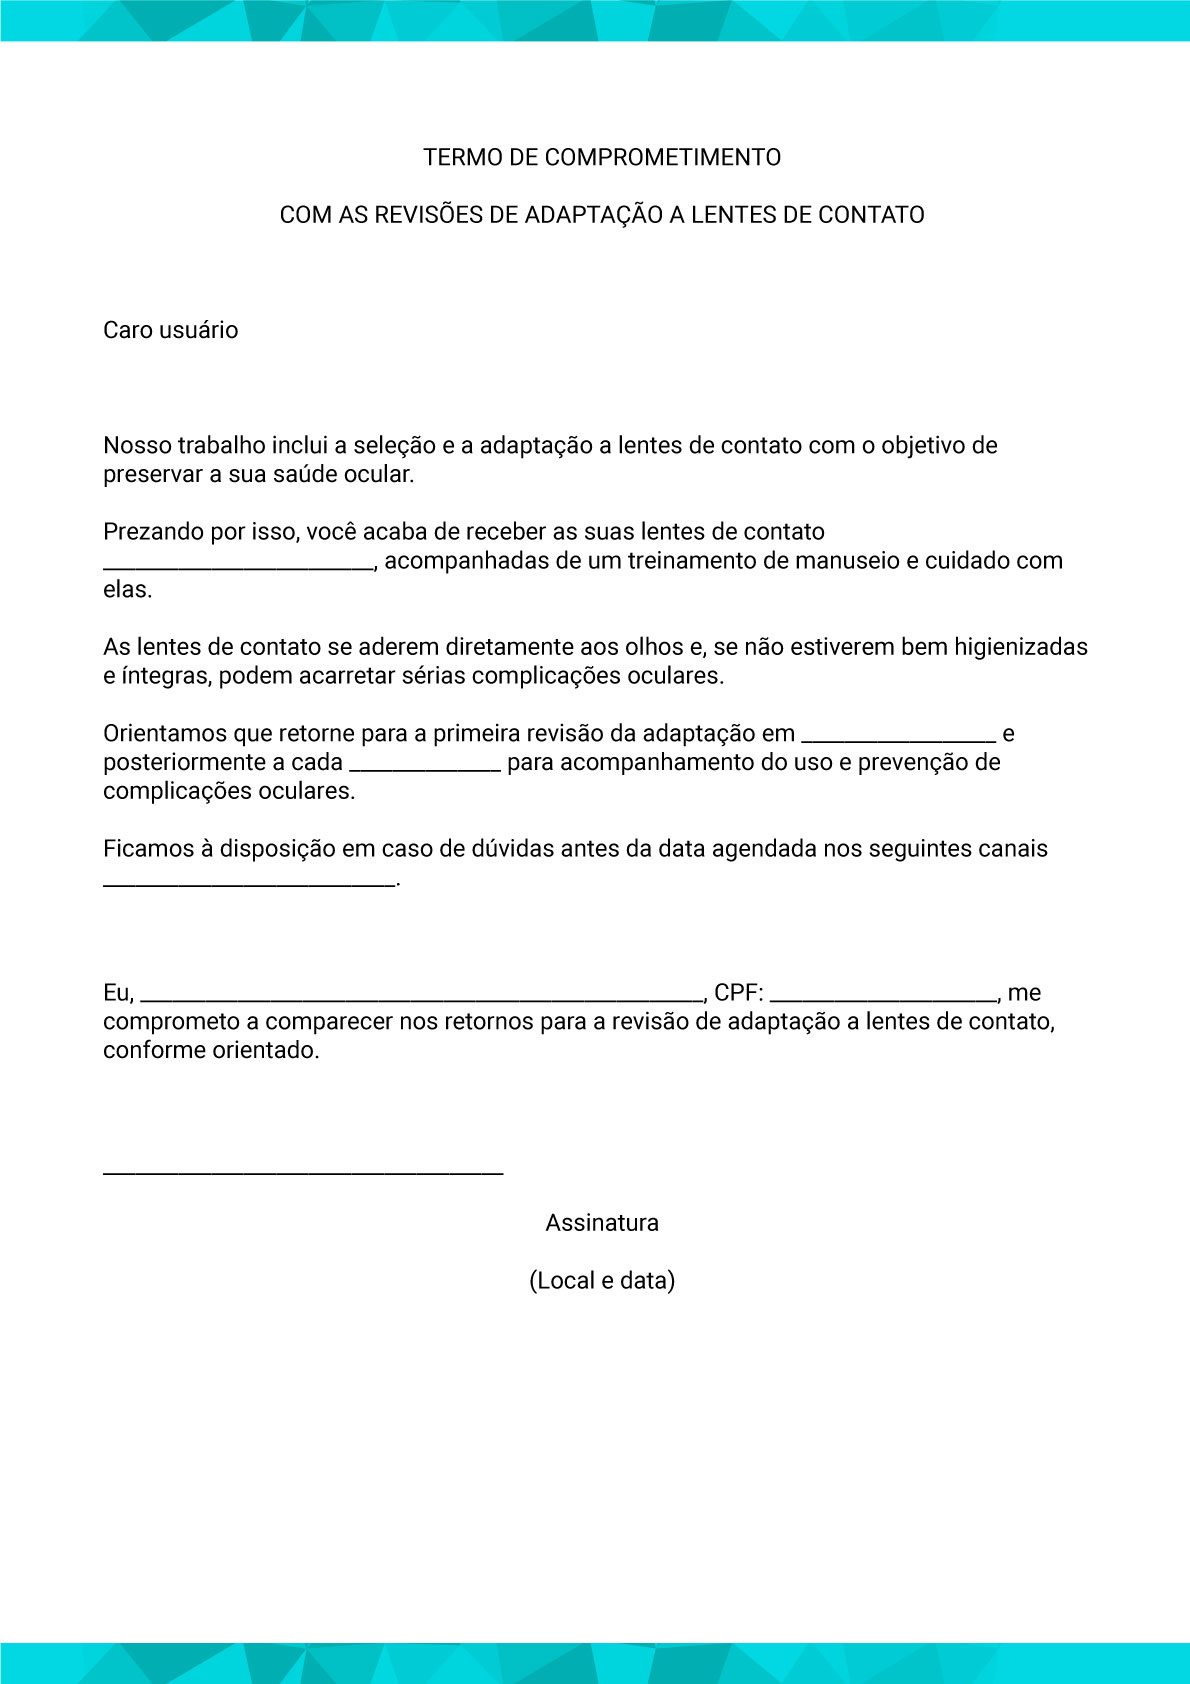 TERMO DE COMPROMETIMENTO
COM AS REVISÕES DE ADAPTAÇÃO A LENTES DE CONTATO
Caro usuário
Nosso trabalho inclui a seleção e a adaptação a lentes de contato com o objetivo de
preservar a sua saúde ocular.
Prezando por isso, você acaba de receber as suas lentes de contato
_________________________, acompanhadas de um treinamento de manuseio e cuidado com
elas.
As lentes de contato se aderem diretamente aos olhos e, se não estiverem bem higienizadas
e íntegras, podem acarretar sérias complicações oculares.
Orientamos que retorne para a primeira revisão da adaptação em __________________ e
posteriormente a cada ______________ para acompanhamento do uso e prevenção de
complicações oculares.
Ficamos à disposição em caso de dúvidas antes da data agendada nos seguintes canais
___________________________.
Eu, ____________________________________________________, CPF: _____________________, me
comprometo a comparecer nos retornos para a revisão de adaptação a lentes de contato,
conforme orientado.
_____________________________________
Assinatura
(Local e data)